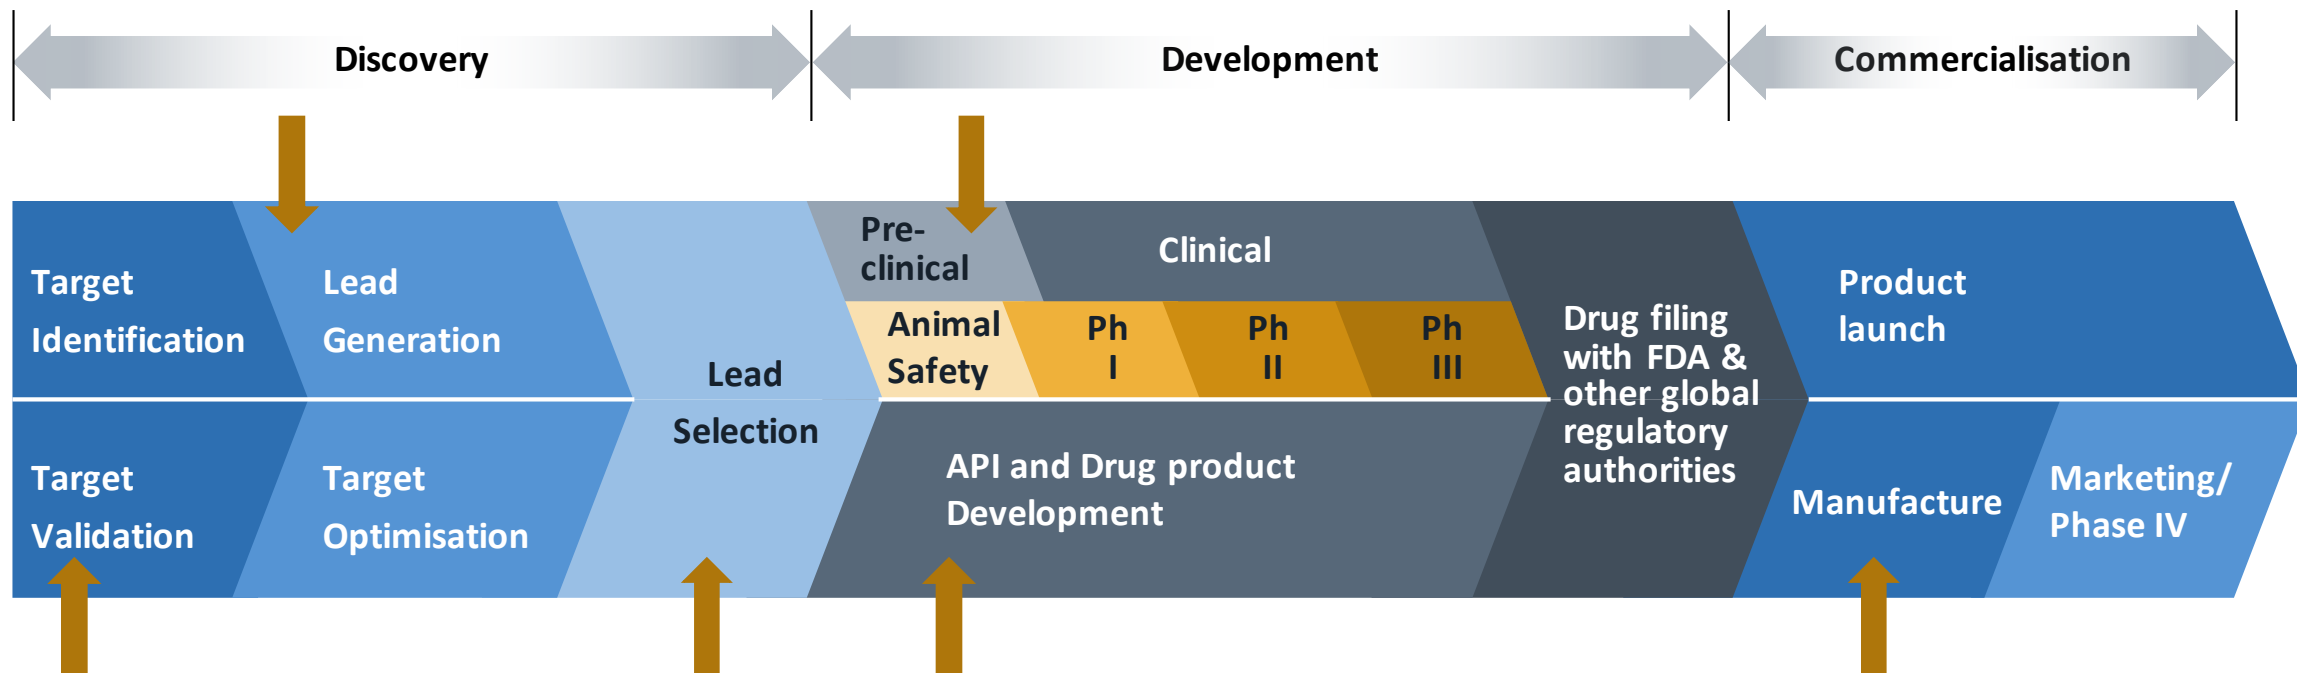 Discovery
Development
Commercialisation
Target
Identification
Lead
Generation
Lead
Selection
Pre-
clinical
Clinical
Animal
Safety
Ph
I
Ph
II
Ph
III
Drug filing
with FDA &
other global
regulatory
authorities
Product
launch
Target
Validation
Target
Optimisation
API and Drug product
Development
Manufacture
Marketing/
Phase IV